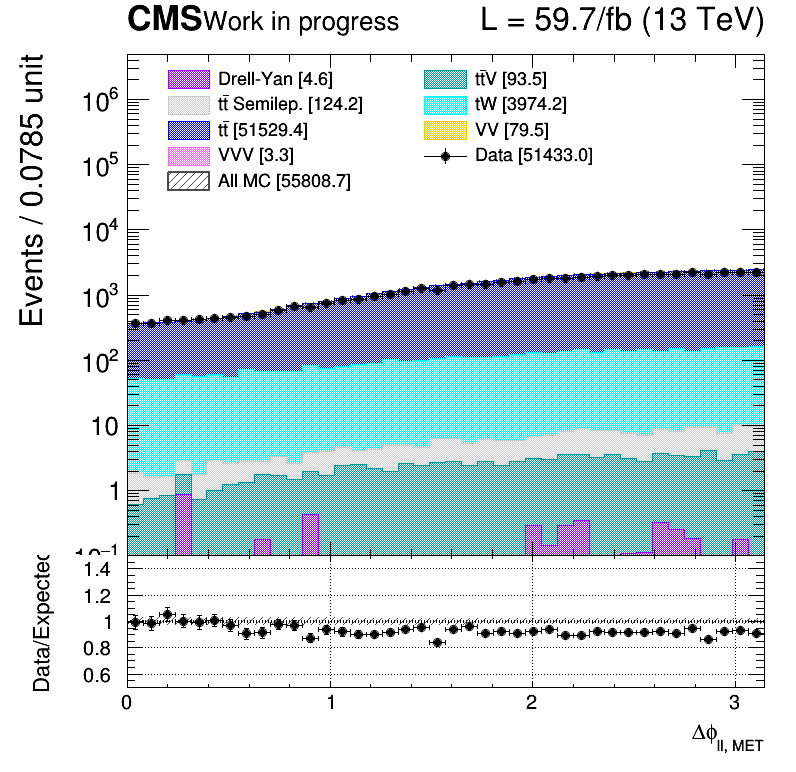 CMS Work in progress L = 59.7/fb (13 TeV)
Events / 0.0785 unit
Drell-Yan [4.6]
tt̄V [93.5]
tt̄ Semilep. [124.2]
tW [3974.2]
tt̄ [51529.4]
VV [79.5]
VVV [3.3]
Data [51433.0]
All MC [55808.7]
10⁶
10⁵
10⁴
10³
10²
10
1
10⁻¹
Data/Expected
1.4
1.2
1
0.8
0.6
0 1 2 3
Δϕ_ll, MET